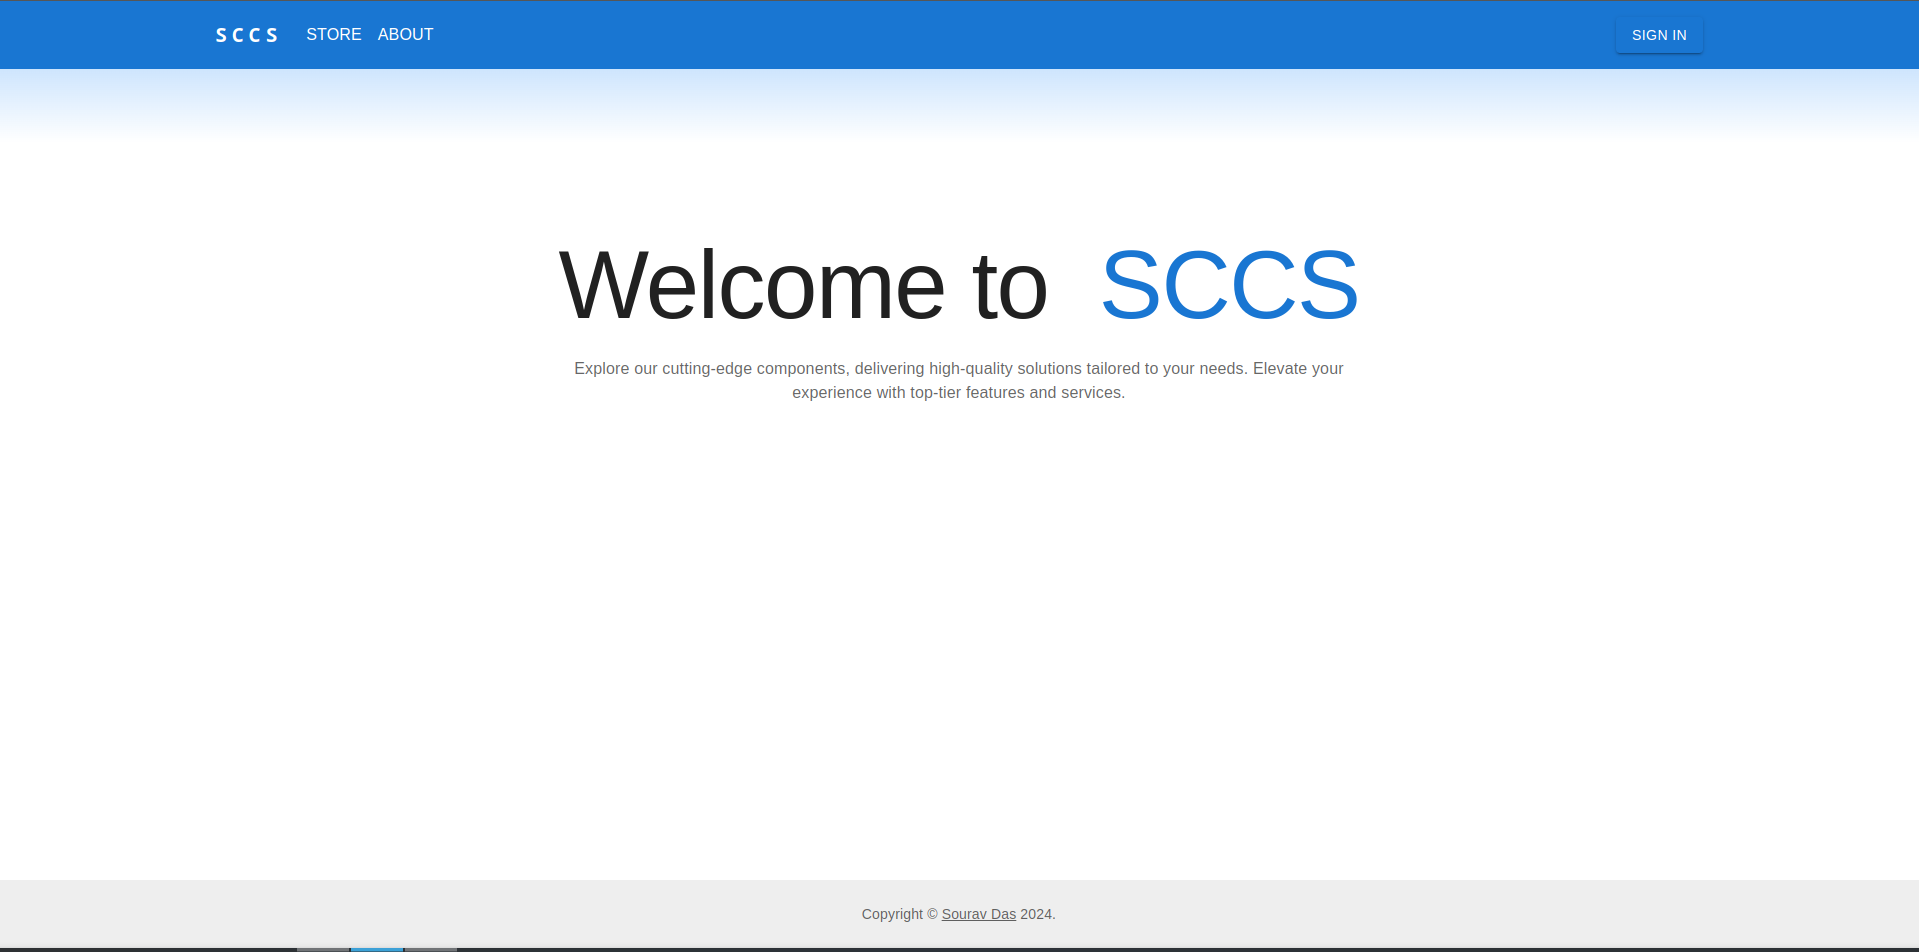 SCCS STORE ABOUT SIGN IN
Welcome to SCCS
Explore our cutting-edge components, delivering high-quality solutions tailored to your needs. Elevate your
experience with top-tier features and services.
Copyright © Sourav Das 2024.